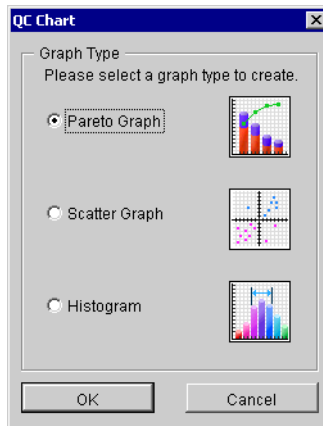 QC Chart
Graph Type
Please select a graph type to create.
Pareto Graph
Scatter Graph
Histogram
OK
Cancel